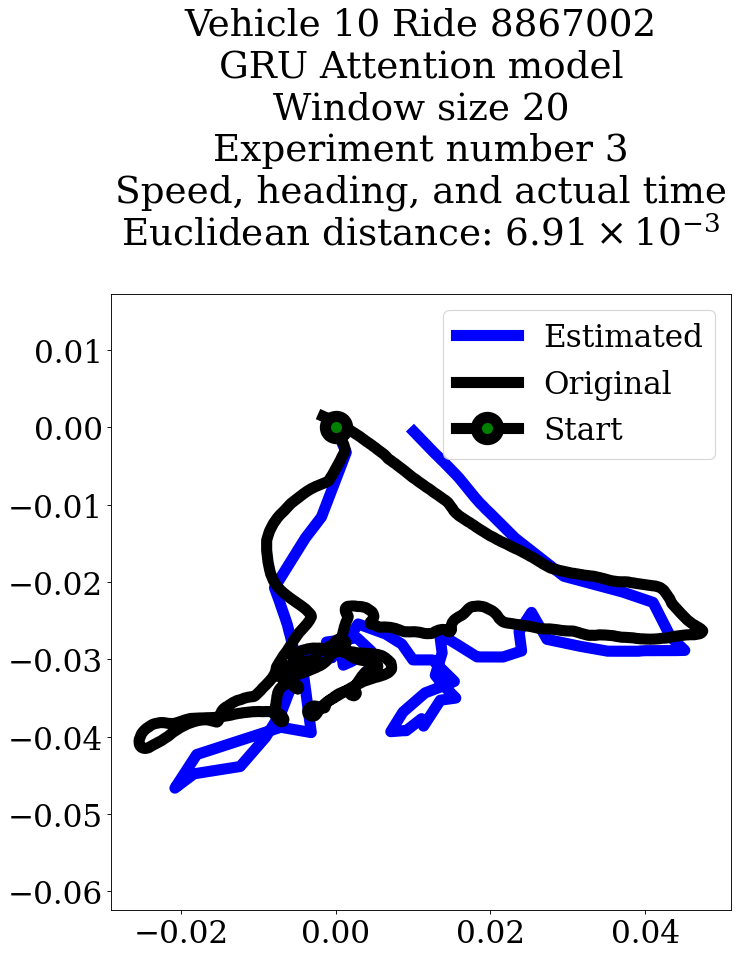 Vehicle 10 Ride 8867002
GRU Attention model
Window size 20
Experiment number 3
Speed, heading, and actual time
Euclidean distance: 6.91 × 10⁻³
Estimated
Original
Start
0.01
0.00
−0.01
−0.02
−0.03
−0.04
−0.05
−0.06
−0.02 0.00 0.02 0.04